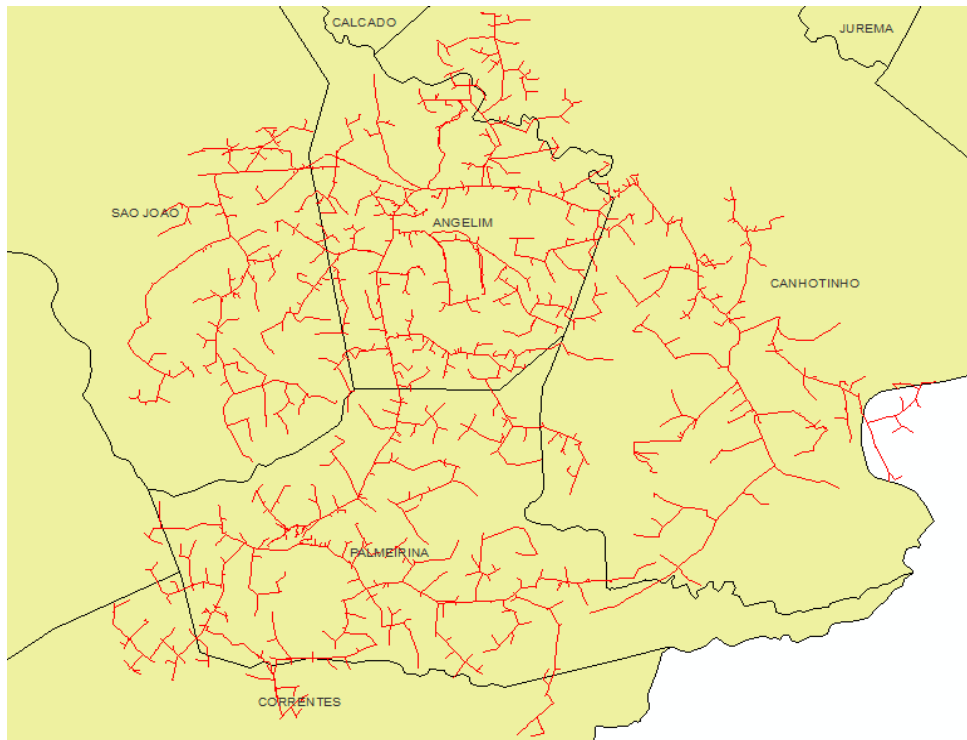 CALCADO
JUREMA
SAO JOAO
ANGELIM
CANHOTINHO
PALMEIRINA
CORRENTES